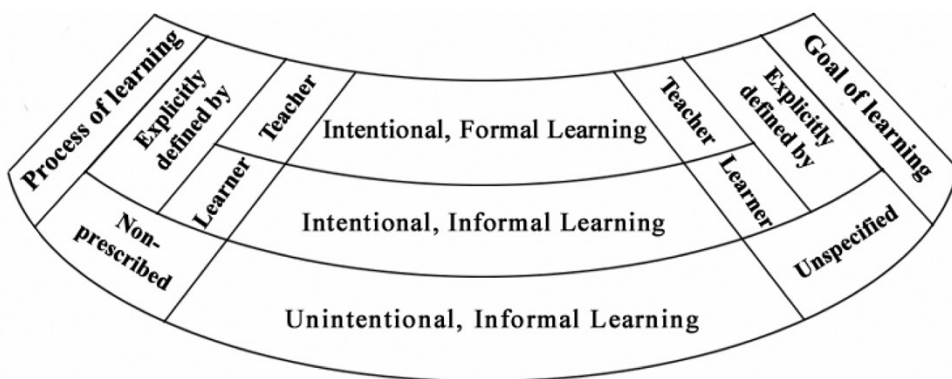 Process of learning
Explicitly
defined by
Teacher
Learner
Non-
prescribed
Intentional, Formal Learning
Intentional, Informal Learning
Unintentional, Informal Learning
Teacher
Learner
Explicitly
defined by
Unspecified
Goal of learning